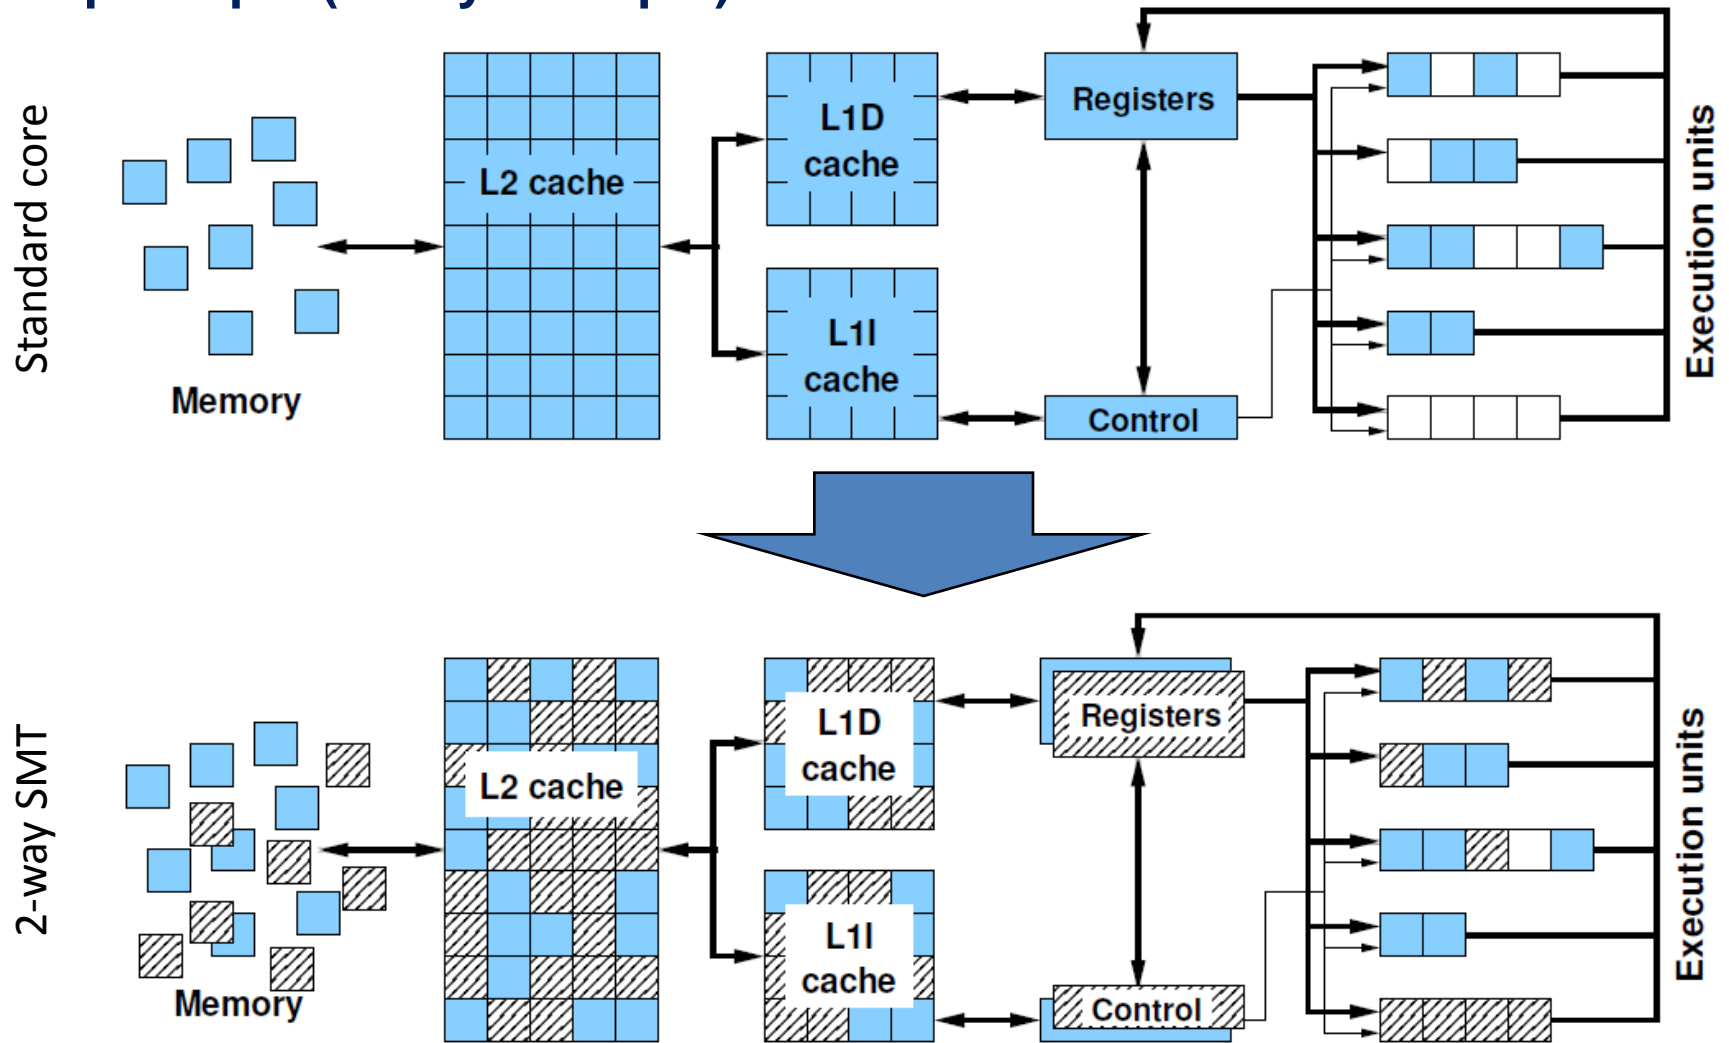 Standard core
Memory
L2 cache
L1D
cache
L1I
cache
Registers
Control
Execution units
2-way SMT
Memory
L2 cache
L1D
cache
L1I
cache
Registers
Control
Execution units